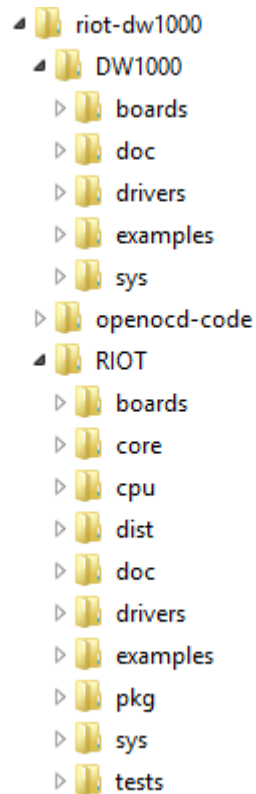 riot-dw1000
DW1000
boards
doc
drivers
examples
sys
openocd-code
RIOT
boards
core
cpu
dist
doc
drivers
examples
pkg
sys
tests